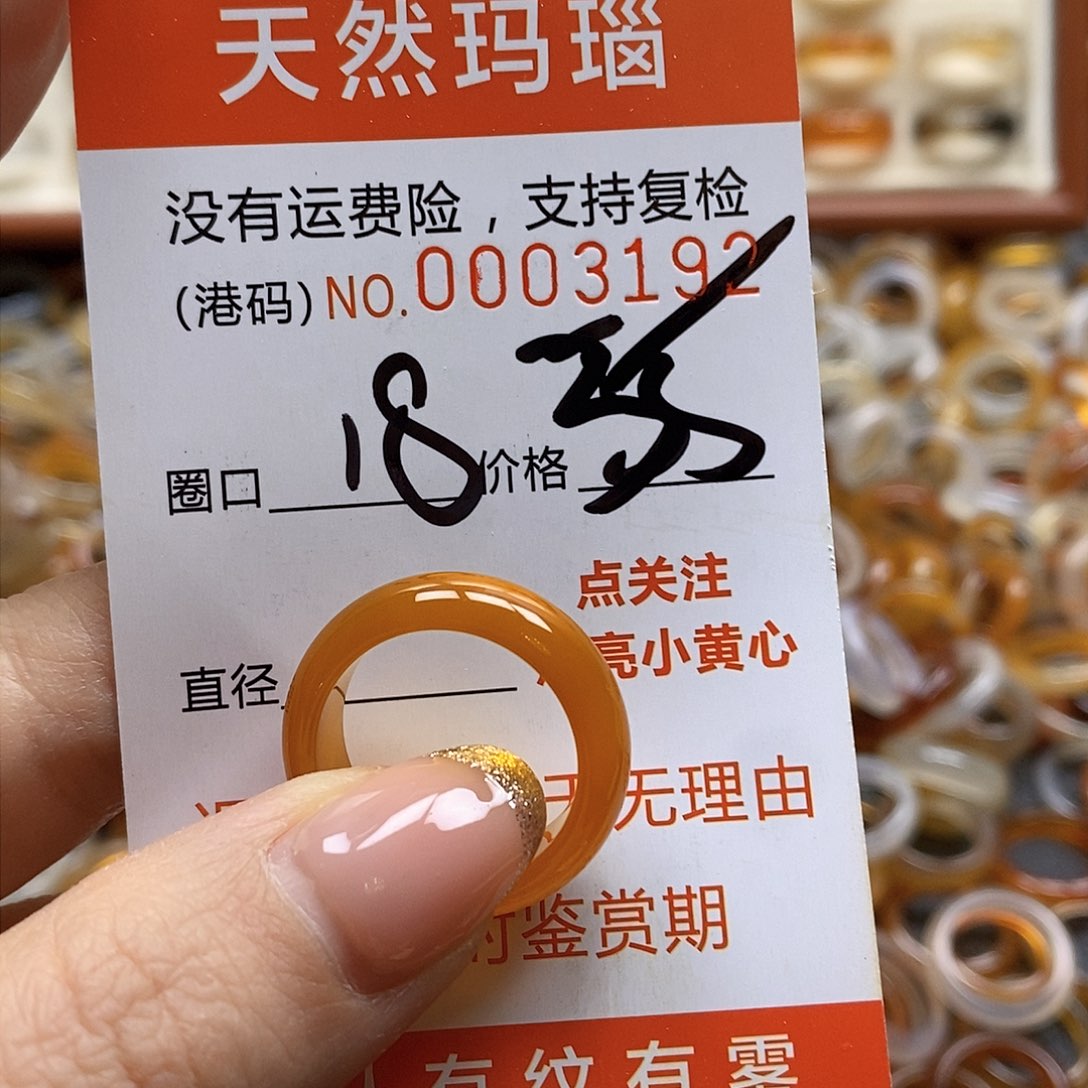 天然玛瑙
没有运费险，支持复检
(港码) NO. 0003192
圈口 18 价格
点关注
亮小黄心
直径
无理由
时鉴赏期
有纹有雾